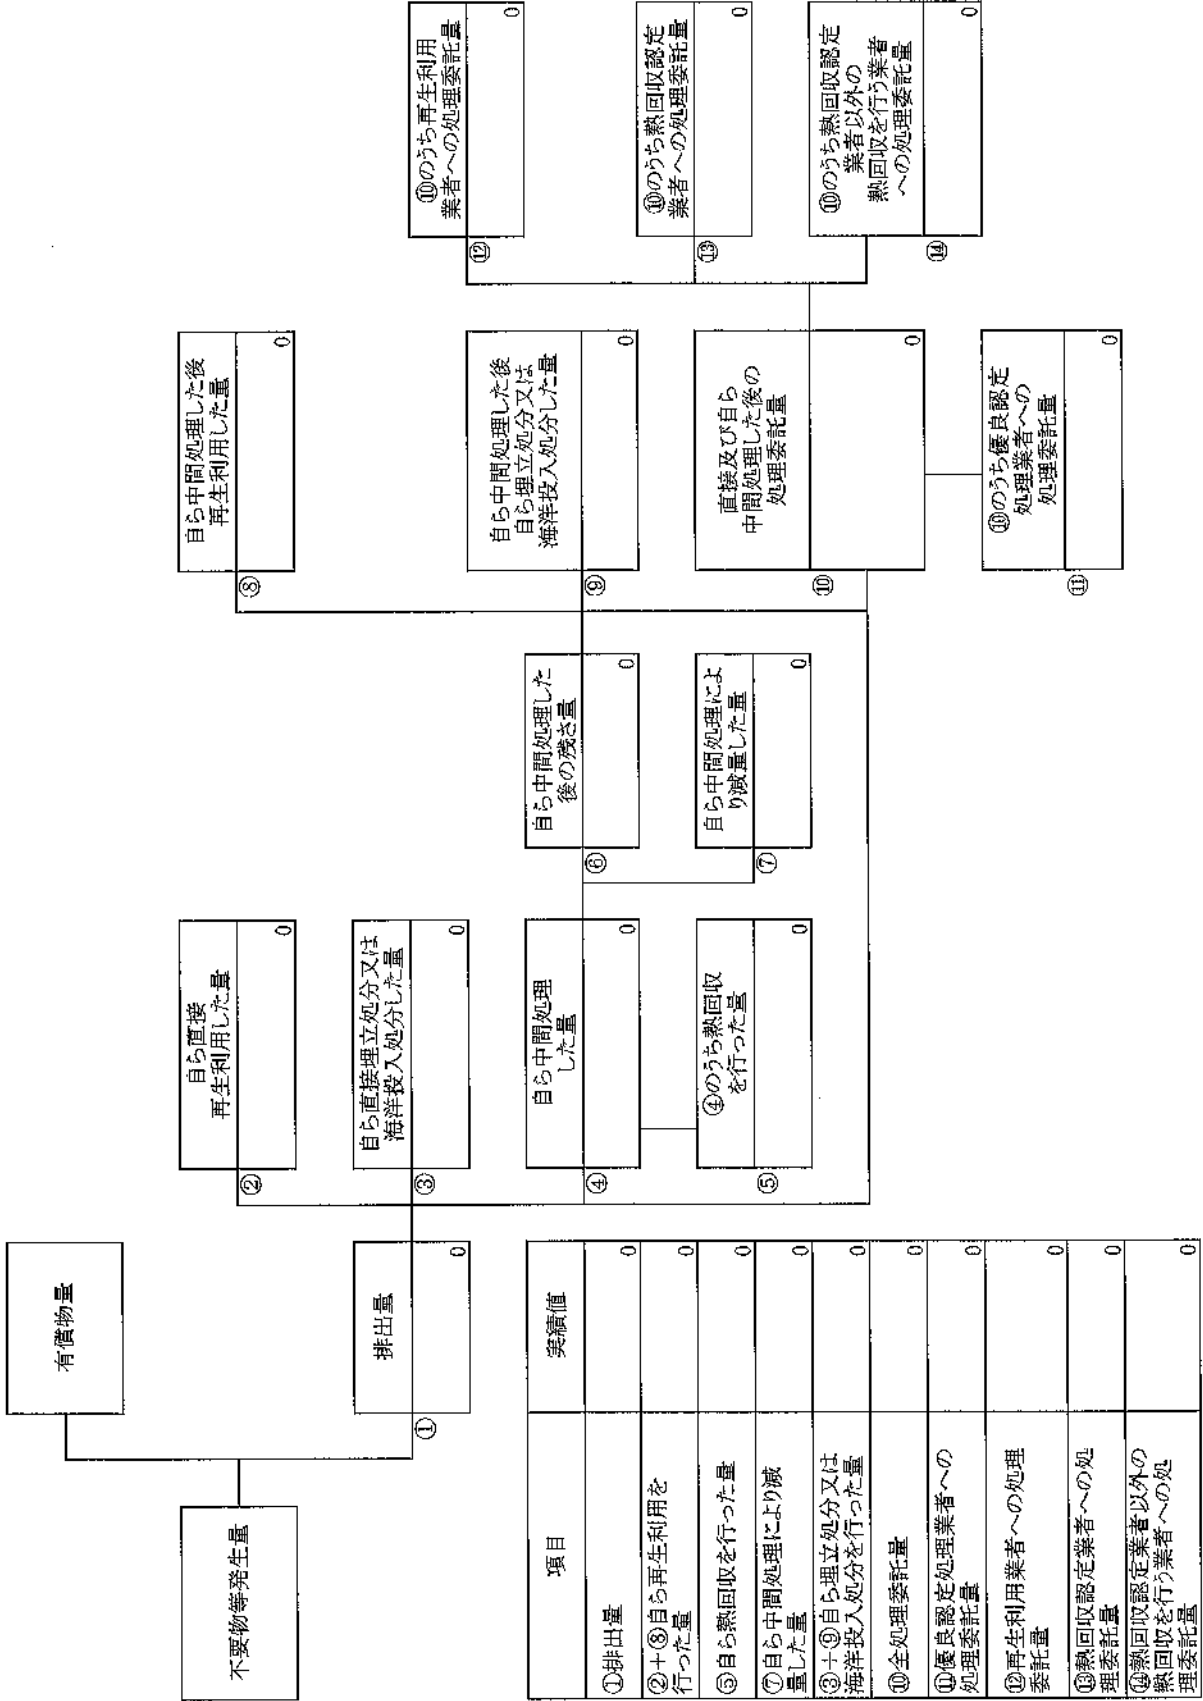 不要物等発生量
有償物量
①
排出量
0
②
自ら直接
再生利用した量
0
③
自ら直接埋立処分又は
海洋投入処分した量
0
④
自ら中間処理
した量
0
⑤
④のうち熱回収
を行った量
0
⑥
自ら中間処理した
後の残さ量
0
⑦
自ら中間処理によ
り減量した量
0
⑧
自ら中間処理した後
再生利用した量
0
⑨
自ら中間処理した後
自ら埋立処分又は
海洋投入処分した量
0
⑩
直接及び自ら
中間処理した後の
処理委託量
0
⑪
⑩のうち優良認定
処理業者への
処理委託量
0
⑫
⑩のうち再生利用
業者への処理委託量
0
⑬
⑩のうち熱回収認定
業者への処理委託量
0
⑭
⑩のうち熱回収認定
業者以外の
熱回収を行う業者
への処理委託量
0
項目 実績値
①排出量 0
②+⑧自ら再生利用を
行った量 0
⑤自ら熱回収を行った量 0
⑦自ら中間処理により減
量した量 0
③+⑨自ら埋立処分又は
海洋投入処分を行った量 0
⑩全処理委託量 0
⑪優良認定処理業者への
処理委託量 0
⑫再生利用業者への処理
委託量 0
⑬熱回収認定業者への処
理委託量 0
⑭熱回収認定業者以外の
熱回収を行う業者への処
理委託量 0